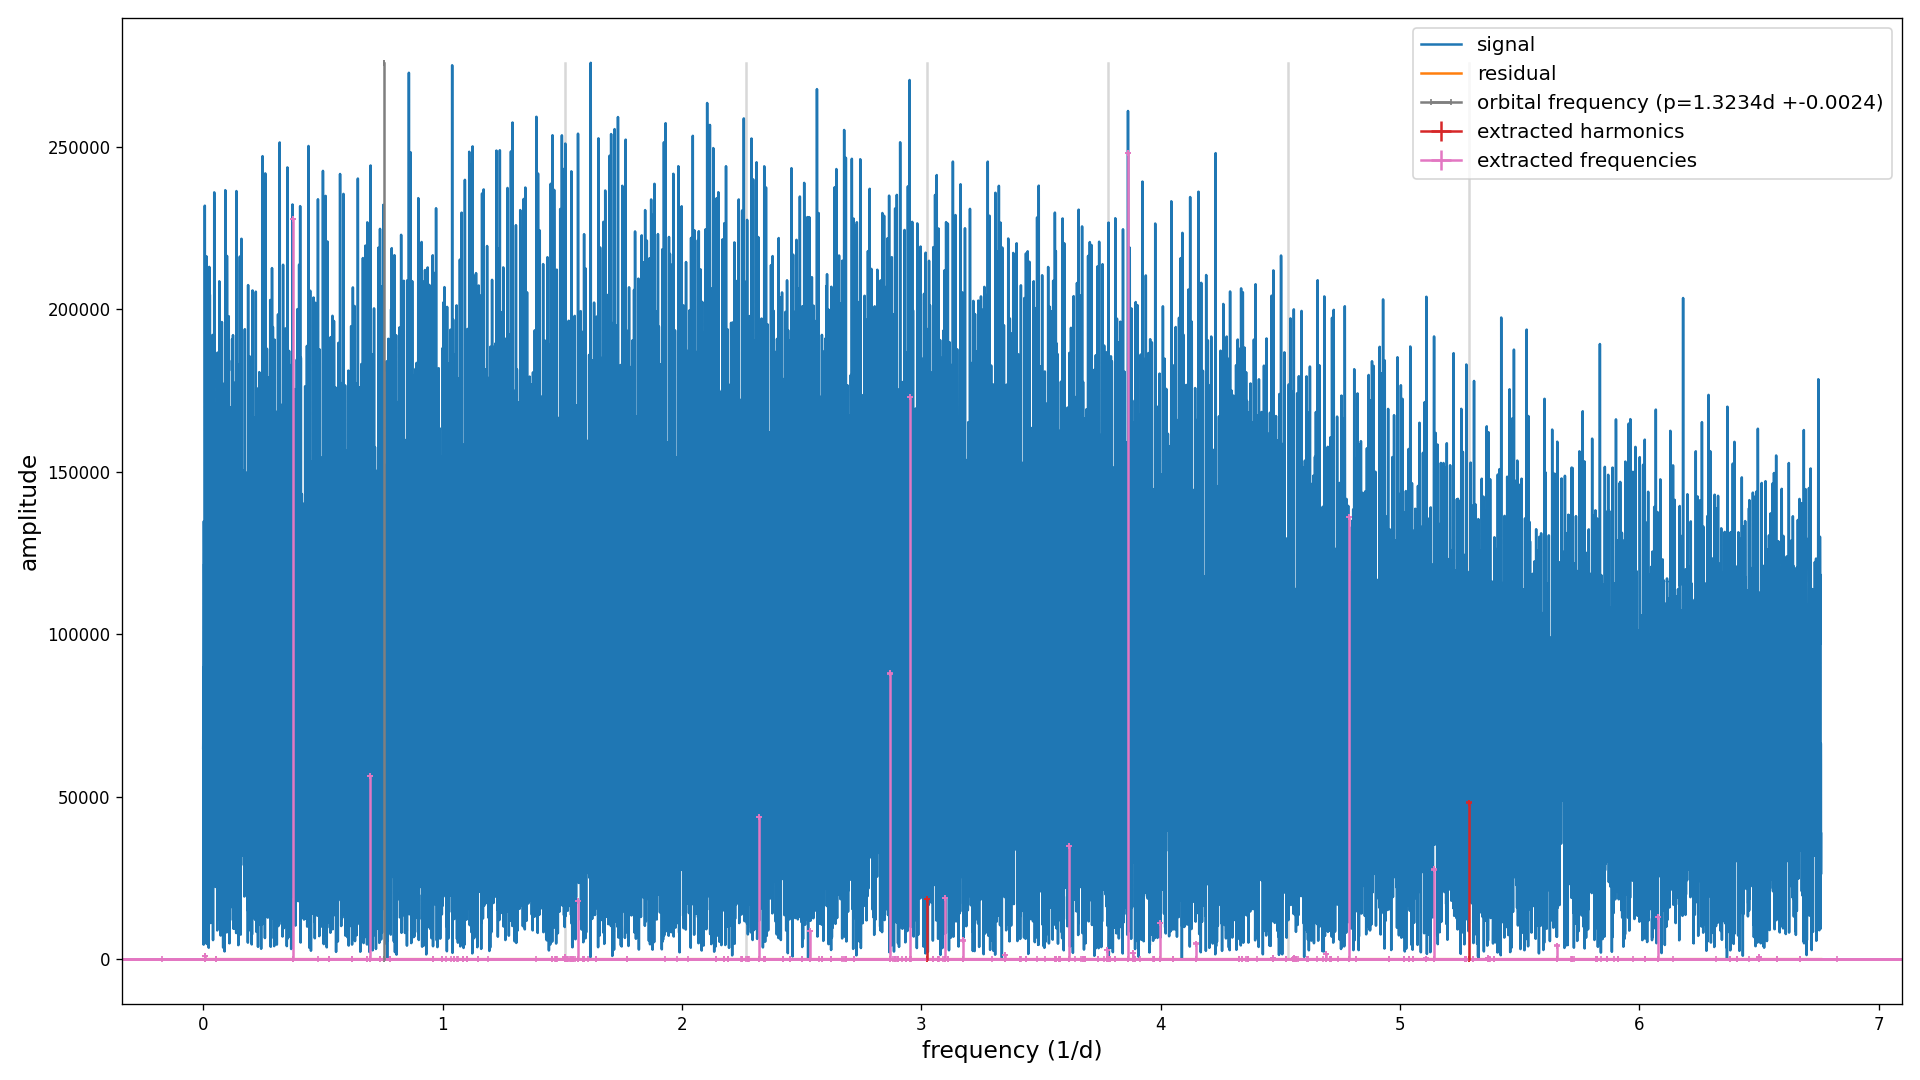 signal
residual
orbital frequency (p=1.3234d +-0.0024)
extracted harmonics
extracted frequencies
250000
200000
150000
100000
50000
0
amplitude
0 1 2 3 4 5 6 7
frequency (1/d)